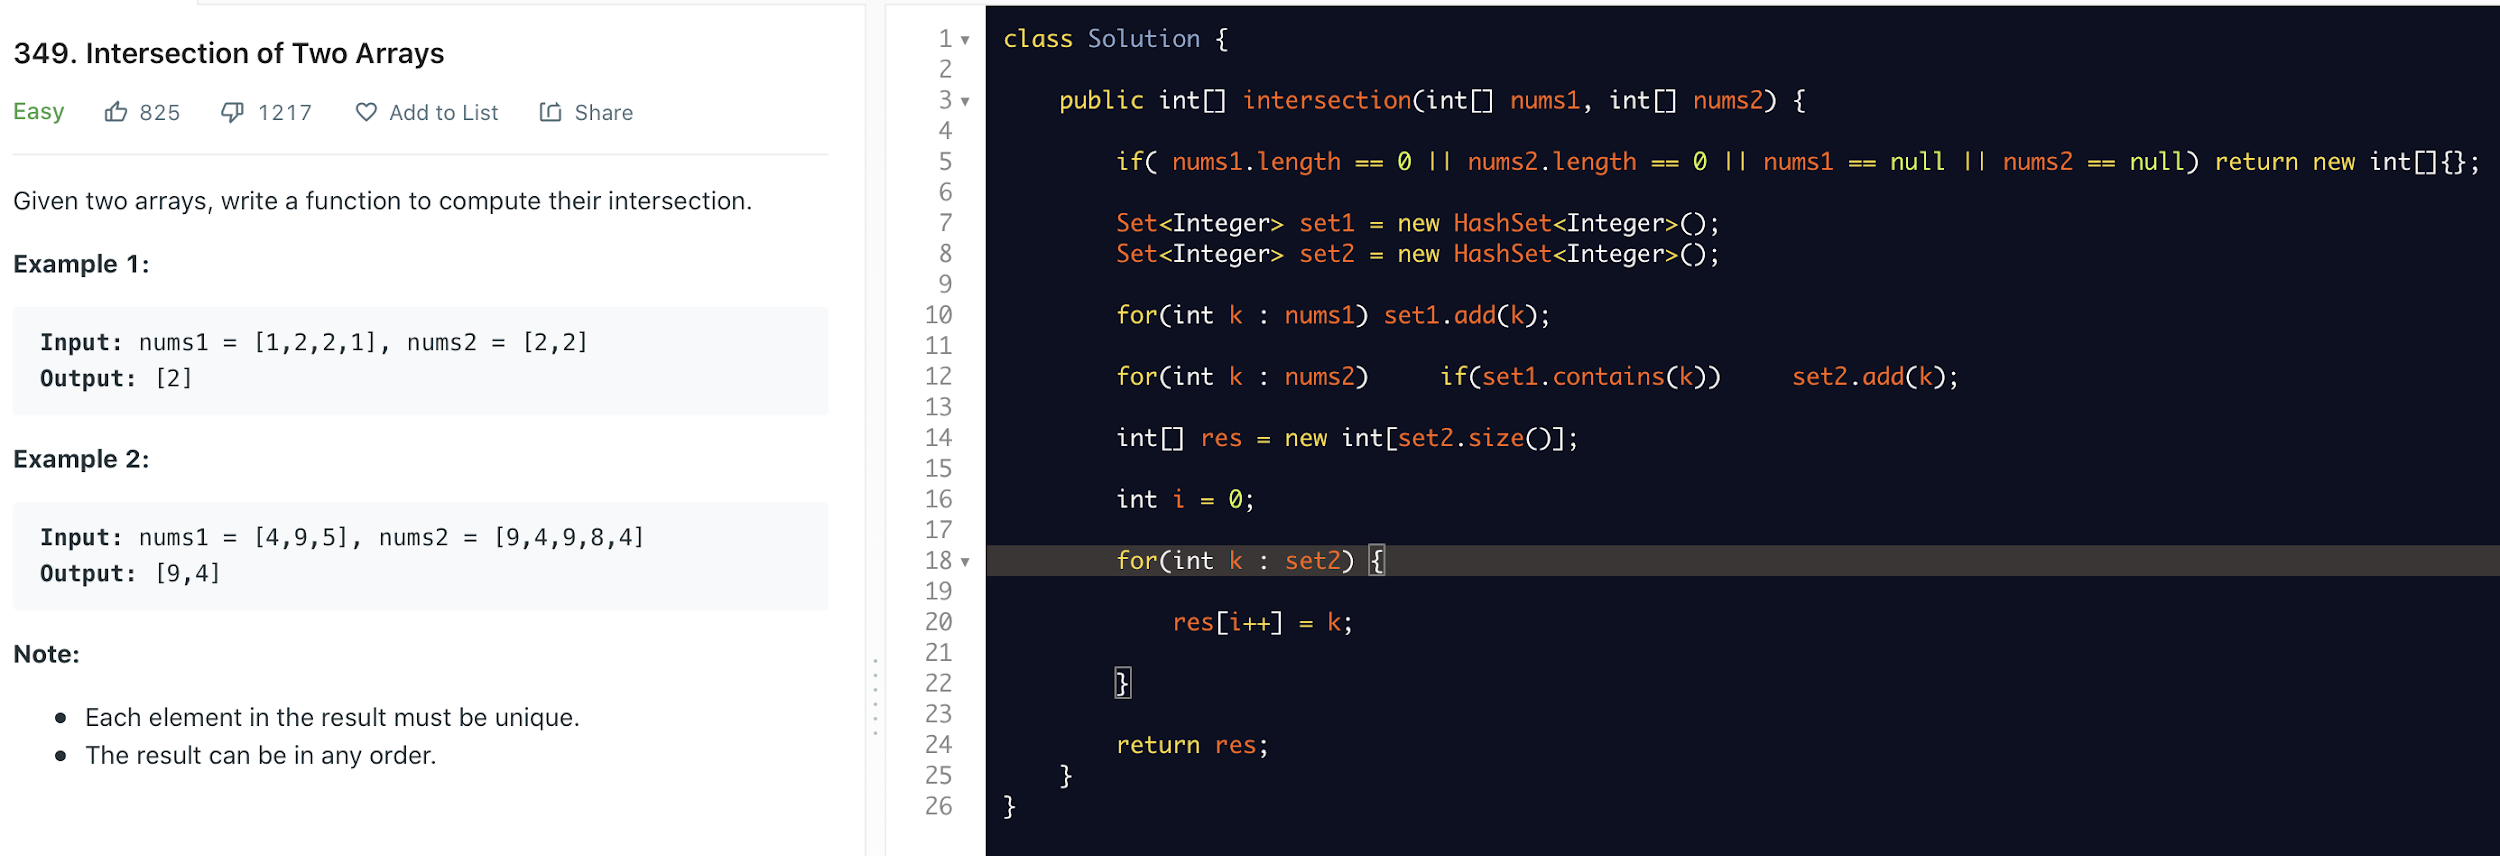 349. Intersection of Two Arrays
Easy 825 1217 Add to List Share
Given two arrays, write a function to compute their intersection.
Example 1:
Input: nums1 = [1,2,2,1], nums2 = [2,2]
Output: [2]
Example 2:
Input: nums1 = [4,9,5], nums2 = [9,4,9,8,4]
Output: [9,4]
Note:
• Each element in the result must be unique.
• The result can be in any order.
1 class Solution {
2
3     public int[] intersection(int[] nums1, int[] nums2) {
4
5         if( nums1.length == 0 || nums2.length == 0 || nums1 == null || nums2 == null) return new int[]{};
6
7         Set<Integer> set1 = new HashSet<Integer>();
8         Set<Integer> set2 = new HashSet<Integer>();
9
10         for(int k : nums1) set1.add(k);
11
12         for(int k : nums2)     if(set1.contains(k))     set2.add(k);
13
14         int[] res = new int[set2.size()];
15
16         int i = 0;
17
18         for(int k : set2) {
19
20             res[i++] = k;
21
22         }
23
24         return res;
25     }
26 }